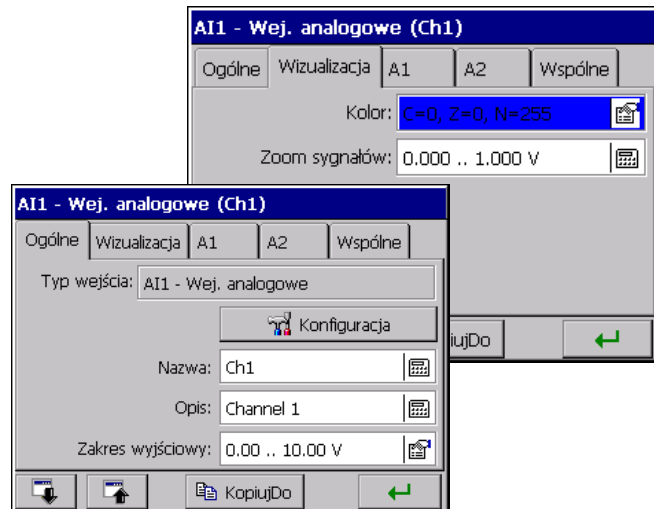 AI1 - Wej. analogowe (Ch1)
Ogólne Wizualizacja A1 A2 Wspólne
Kolor: C=0, Z=0, N=255
Zoom sygnałów: 0.000 .. 1.000 V
iujDo
AI1 - Wej. analogowe (Ch1)
Ogólne Wizualizacja A1 A2 Wspólne
Typ wejścia: AI1 - Wej. analogowe
Konfiguracja
Nazwa: Ch1
Opis: Channel 1
Zakres wyjściowy: 0.00 .. 10.00 V
KopiujDo